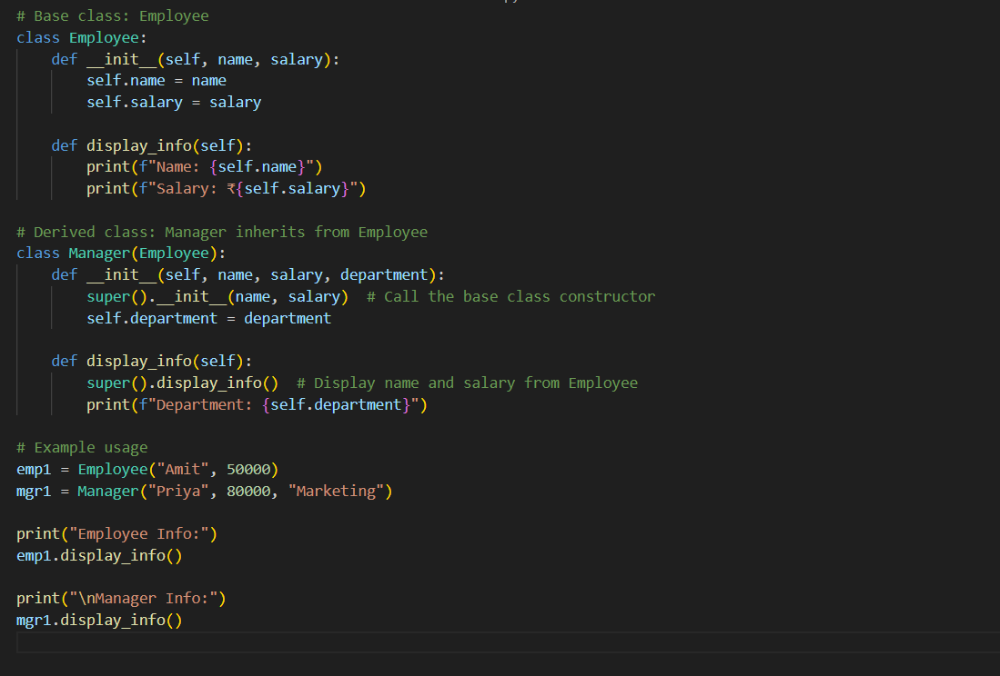 # Base class: Employee
class Employee:
    def __init__(self, name, salary):
        self.name = name
        self.salary = salary

    def display_info(self):
        print(f"Name: {self.name}")
        print(f"Salary: ₹{self.salary}")

# Derived class: Manager inherits from Employee
class Manager(Employee):
    def __init__(self, name, salary, department):
        super().__init__(name, salary)  # Call the base class constructor
        self.department = department

    def display_info(self):
        super().display_info()  # Display name and salary from Employee
        print(f"Department: {self.department}")

# Example usage
emp1 = Employee("Amit", 50000)
mgr1 = Manager("Priya", 80000, "Marketing")

print("Employee Info:")
emp1.display_info()

print("\nManager Info:")
mgr1.display_info()